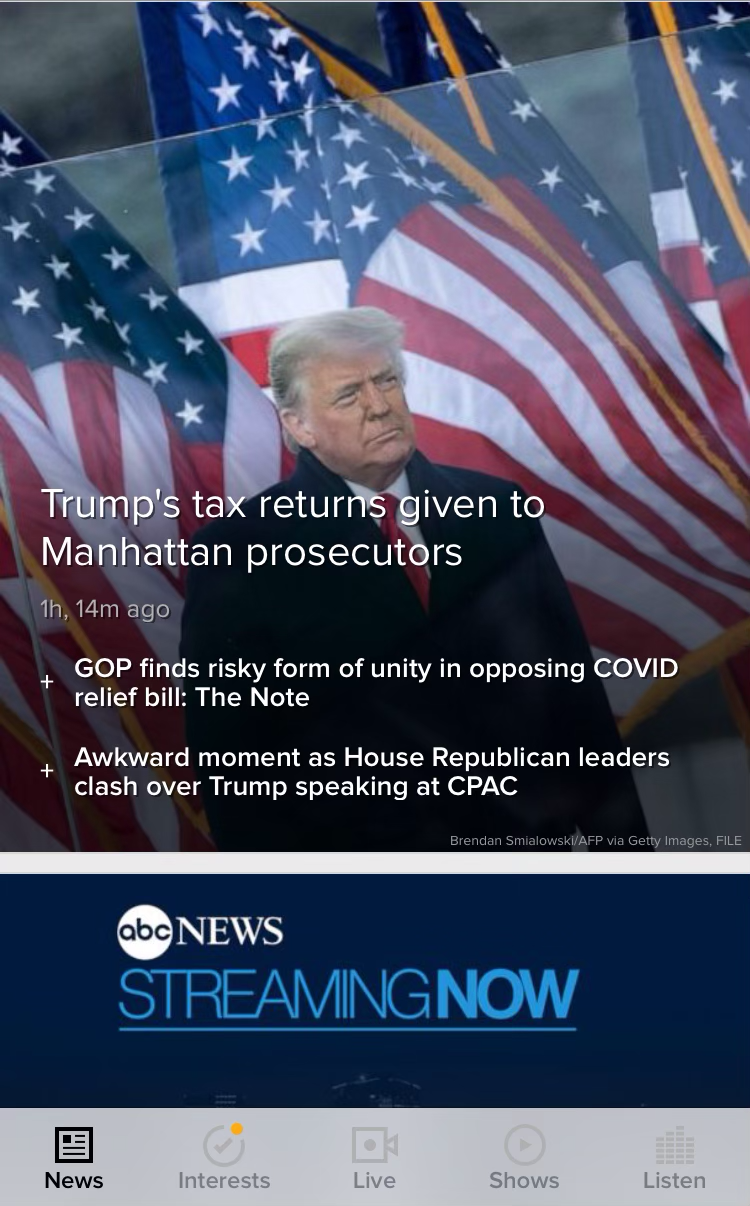 Trump's tax returns given to
Manhattan prosecutors
1h, 14m ago
+ GOP finds risky form of unity in opposing COVID
relief bill: The Note
+ Awkward moment as House Republican leaders
clash over Trump speaking at CPAC
Brendan Smialowski/AFP via Getty Images, FILE
abc NEWS
STREAMING NOW
News Interests Live Shows Listen